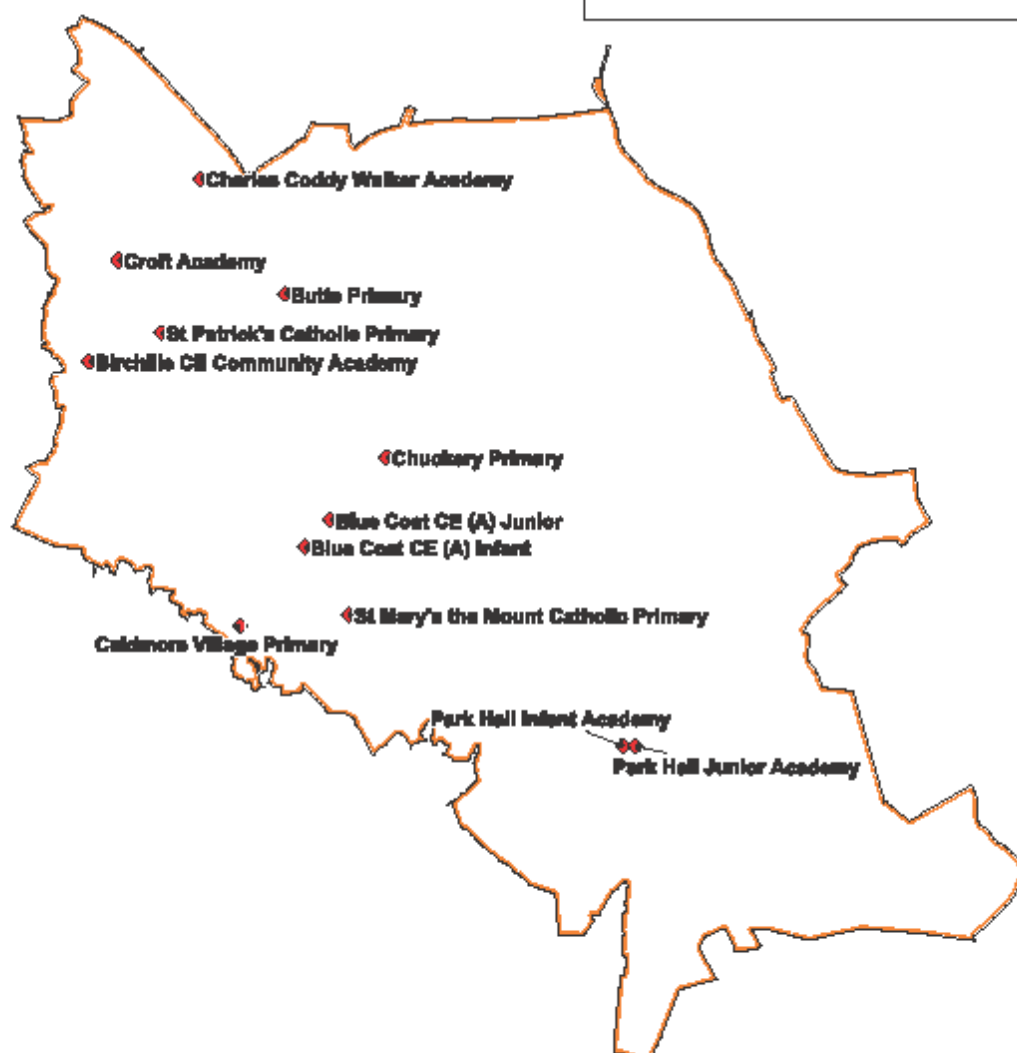 Charles Coddy Walker Academy
Croft Academy
Butts Primary
St Patrick's Catholic Primary
Birchills CE Community Academy
Chuckery Primary
Blue Coat CE (A) Junior
Blue Coat CE (A) Infant
St Mary's the Mount Catholic Primary
Caldmore Village Primary
Park Hall Infant Academy
Park Hall Junior Academy